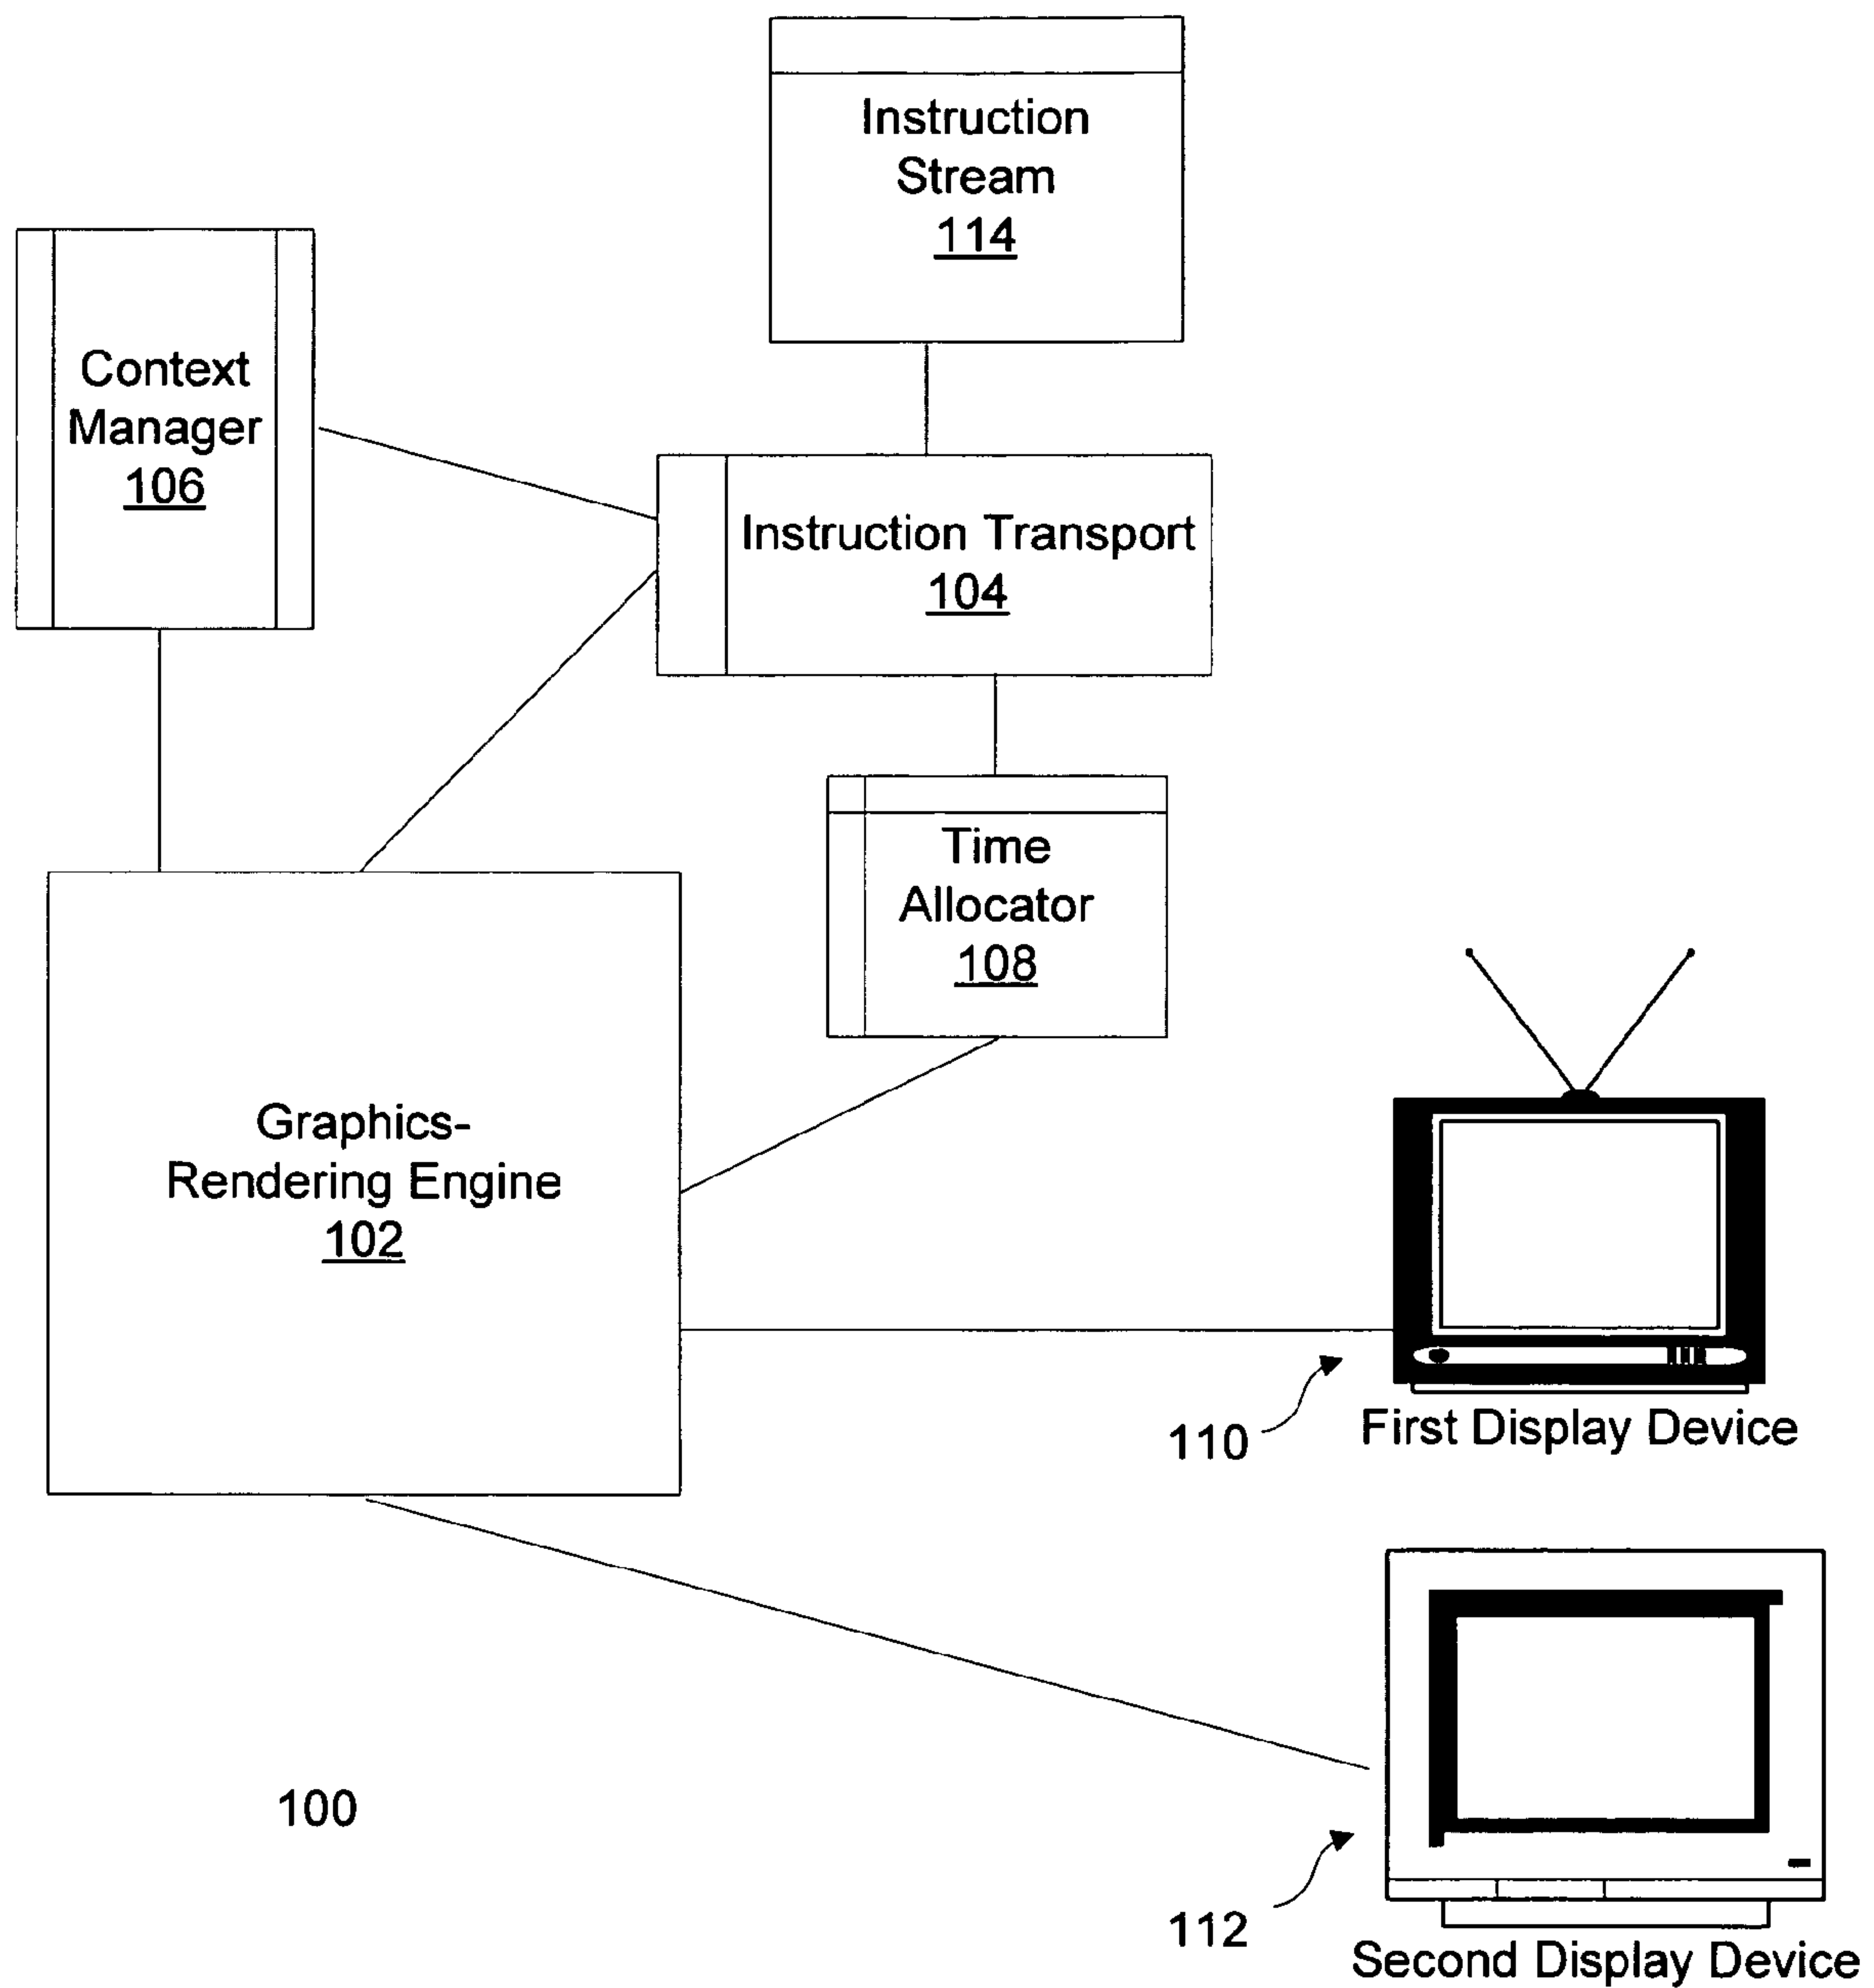 Instruction
Stream
114
Context
Manager
106
Instruction Transport
104
Time
Allocator
108
Graphics-
Rendering Engine
102
110
First Display Device
100
112
Second Display Device